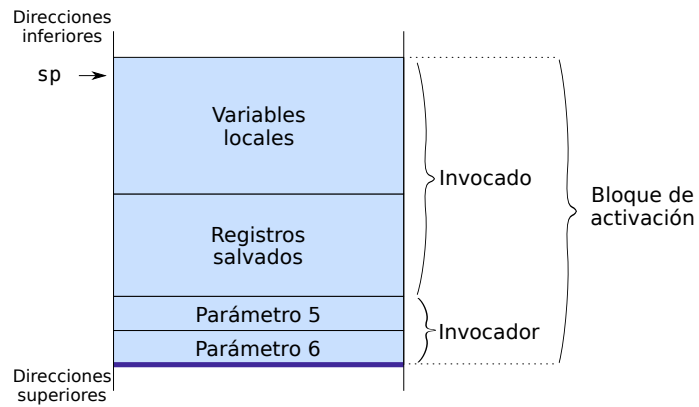 Direcciones
inferiores
sp
Variables
locales
Invocado
Bloque de
activación
Registros
salvados
Parámetro 5
Invocador
Parámetro 6
Direcciones
superiores